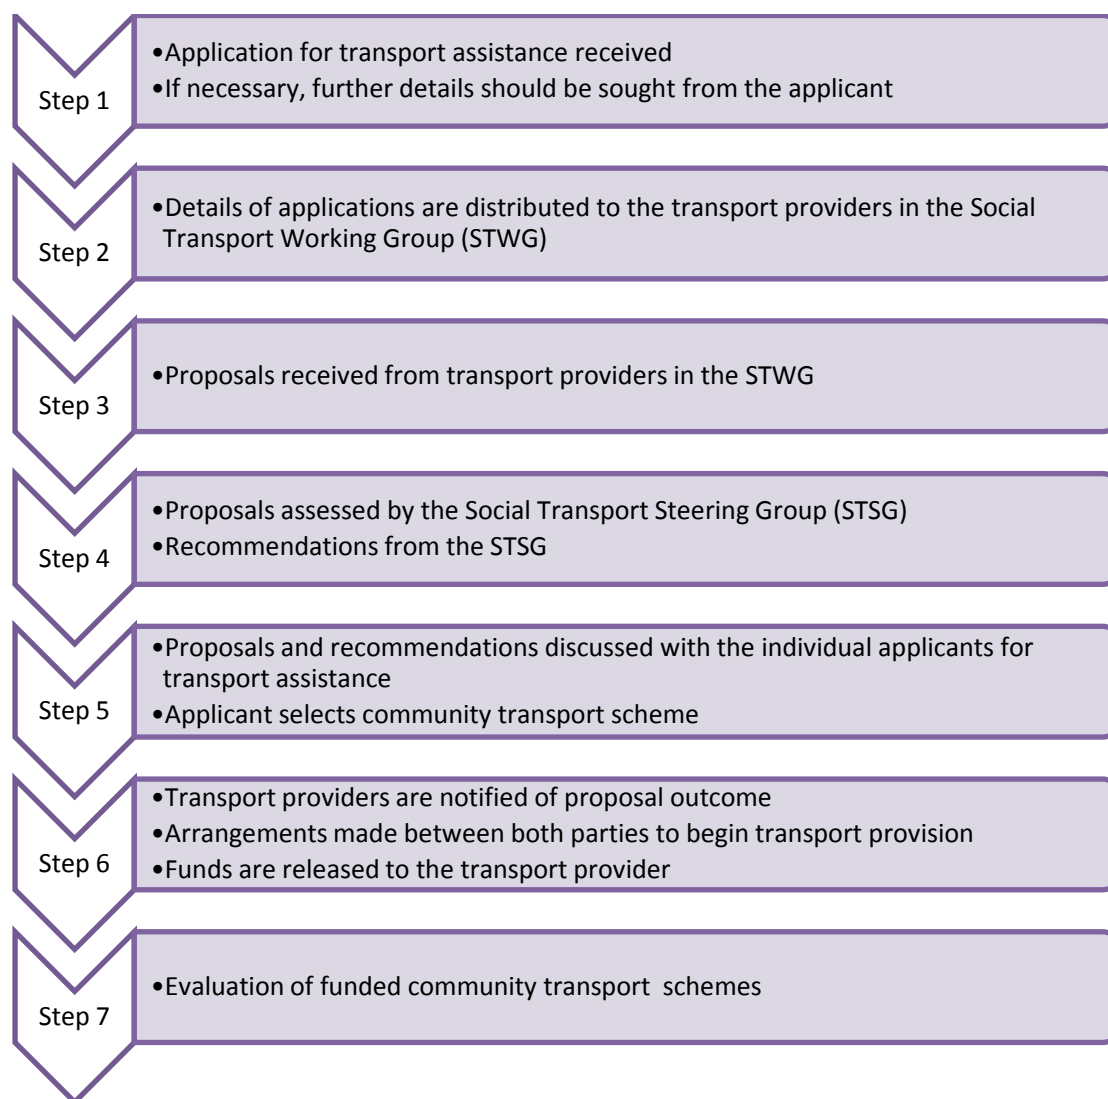 Step 1
•Application for transport assistance received
•If necessary, further details should be sought from the applicant
Step 2
•Details of applications are distributed to the transport providers in the Social
Transport Working Group (STWG)
Step 3
•Proposals received from transport providers in the STWG
Step 4
•Proposals assessed by the Social Transport Steering Group (STSG)
•Recommendations from the STSG
Step 5
•Proposals and recommendations discussed with the individual applicants for
transport assistance
•Applicant selects community transport scheme
Step 6
•Transport providers are notified of proposal outcome
•Arrangements made between both parties to begin transport provision
•Funds are released to the transport provider
Step 7
•Evaluation of funded community transport  schemes